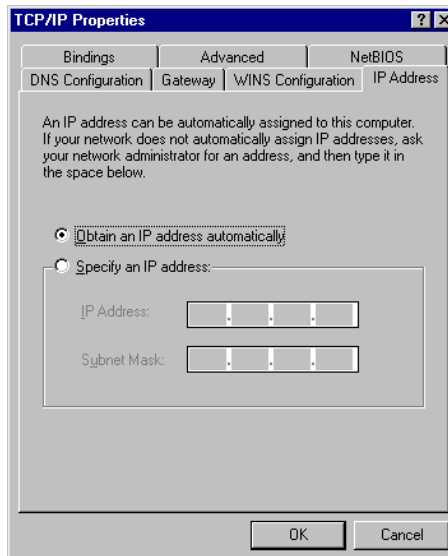 TCP/IP Properties
Bindings Advanced NetBIOS
DNS Configuration Gateway WINS Configuration IP Address
An IP address can be automatically assigned to this computer.
If your network does not automatically assign IP addresses, ask
your network administrator for an address, and then type it in
the space below.
Obtain an IP address automatically
Specify an IP address:
IP Address:
. . .
Subnet Mask:
. . .
OK Cancel